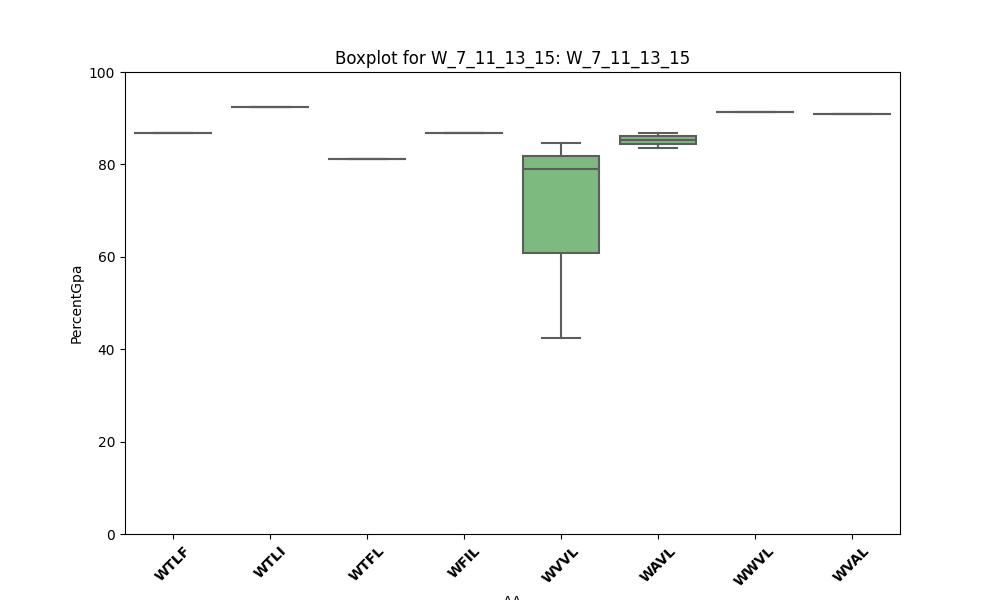 Boxplot for W_7_11_13_15: W_7_11_13_15
100
80
60
40
20
0
PercentGpa
WTLF
WTLI
WTFL
WFIL
WVVL
WAVL
WWVL
WVAL